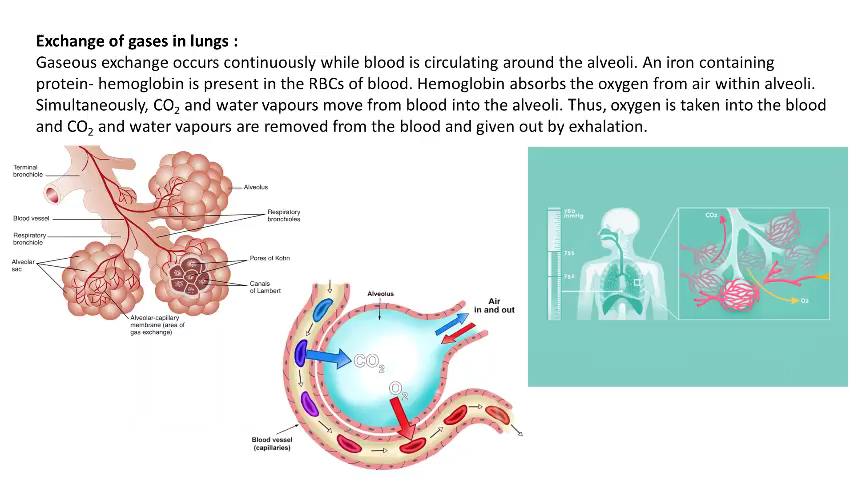 Exchange of gases in lungs :
Gaseous exchange occurs continuously while blood is circulating around the alveoli. An iron containing
protein- hemoglobin is present in the RBCs of blood. Hemoglobin absorbs the oxygen from air within alveoli.
Simultaneously, CO2 and water vapours move from blood into the alveoli. Thus, oxygen is taken into the blood
and CO2 and water vapours are removed from the blood and given out by exhalation.
Terminal
bronchiole
Alveolus
Blood vessel
Respiratory
bronchioles
Respiratory
bronchiole
Alveolar
sac
Pores of Kohn
Canals
of Lambert
Alveolar-capillary
membrane (area of
gas exchange)
Alveolus
Air
in and out
CO2
O2
Blood vessel
(capillaries)
760
mmHg
CO2
O2